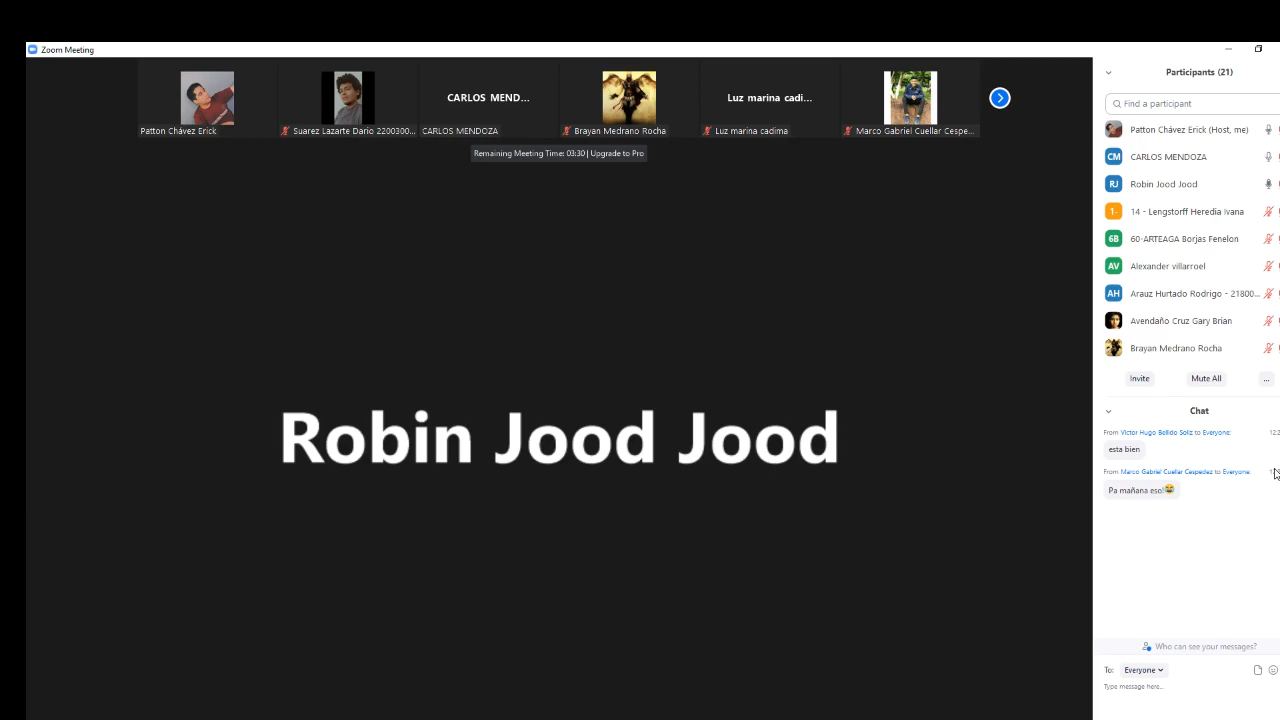 Zoom Meeting
CARLOS MEND...
Luz marina cadi...
Patton Chávez Erick
Suarez Lazarte Dario 2200300...
CARLOS MENDOZA
Brayan Medrano Rocha
Luz marina cadima
Marco Gabriel Cuellar Cespe...
Remaining Meeting Time: 03:30 | Upgrade to Pro
Robin Jood Jood
Participants (21)
Find a participant
Patton Chávez Erick (Host, me)
CM CARLOS MENDOZA
RJ Robin Jood Jood
1- 14 - Lengstorff Heredia Ivana
6B 60-ARTEAGA Borjas Fenelon
AV Alexander villarroel
AH Arauz Hurtado Rodrigo - 21800...
Avendaño Cruz Gary Brian
Brayan Medrano Rocha
Invite Mute All ...
Chat
From Victor Hugo Bellido Soliz to Everyone: 12:2
esta bien
From Marco Gabriel Cuellar Cespedez to Everyone:
Pa mañana eso!😂
Who can see your messages?
To: Everyone
Type message here...